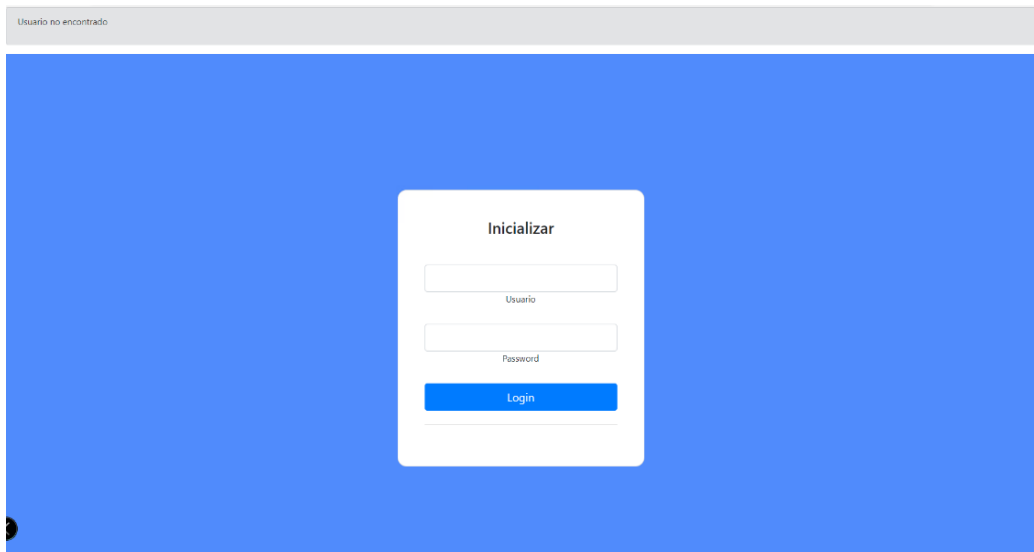 Usuario no encontrado
Inicializar
Usuario
Password
Login